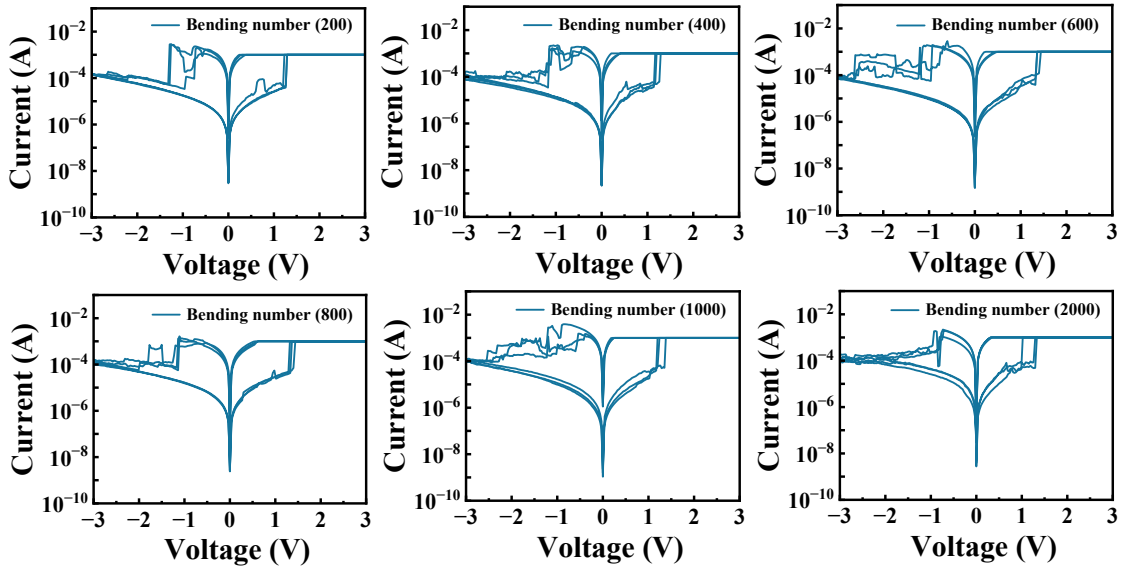 Bending number (200)
Current (A)
10⁻²
10⁻⁴
10⁻⁶
10⁻⁸
10⁻¹⁰
−3 −2 −1 0 1 2 3
Voltage (V)
Bending number (400)
Current (A)
10⁻²
10⁻⁴
10⁻⁶
10⁻⁸
10⁻¹⁰
−3 −2 −1 0 1 2 3
Voltage (V)
Bending number (600)
Current (A)
10⁻²
10⁻⁴
10⁻⁶
10⁻⁸
10⁻¹⁰
−3 −2 −1 0 1 2 3
Voltage (V)
Bending number (800)
Current (A)
10⁻²
10⁻⁴
10⁻⁶
10⁻⁸
10⁻¹⁰
−3 −2 −1 0 1 2 3
Voltage (V)
Bending number (1000)
Current (A)
10⁻²
10⁻⁴
10⁻⁶
10⁻⁸
10⁻¹⁰
−3 −2 −1 0 1 2 3
Voltage (V)
Bending number (2000)
Current (A)
10⁻²
10⁻⁴
10⁻⁶
10⁻⁸
10⁻¹⁰
−3 −2 −1 0 1 2 3
Voltage (V)